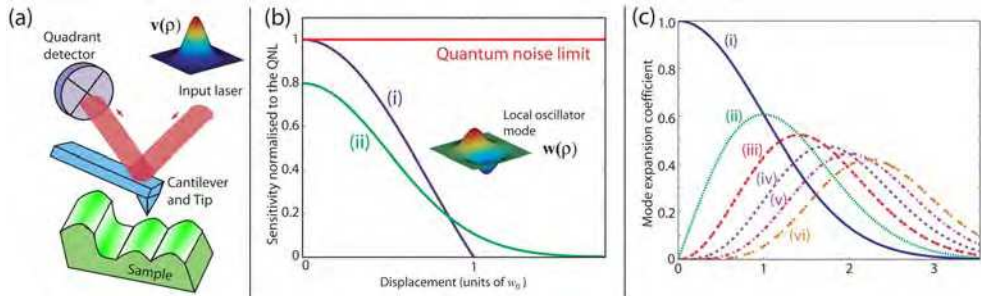 (a)
Quadrant
detector
v(ρ)
Input laser
Cantilever
and Tip
Sample
(b)
Sensitivity normalised to the QNL
1
0.8
0.6
0.4
0.2
0
Quantum noise limit
(i)
(ii)
Local oscillator
mode
w(ρ)
0
1
Displacement (units of w₀)
(c)
Mode expansion coefficient
1.0
0.8
0.6
0.4
0.2
0
(i)
(ii)
(iii)
(iv)
(v)
(vi)
0
1
2
3